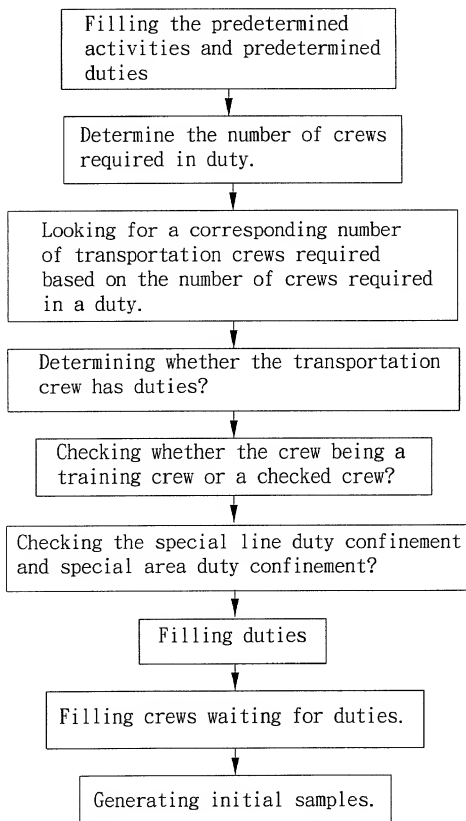 Filling the predetermined
activities and predetermined
duties
Determine the number of crews
required in duty.
Looking for a corresponding number
of transportation crews required
based on the number of crews required
in a duty.
Determining whether the transportation
crew has duties?
Checking whether the crew being a
training crew or a checked crew?
Checking the special line duty confinement
and special area duty confinement?
Filling duties
Filling crews waiting for duties.
Generating initial samples.